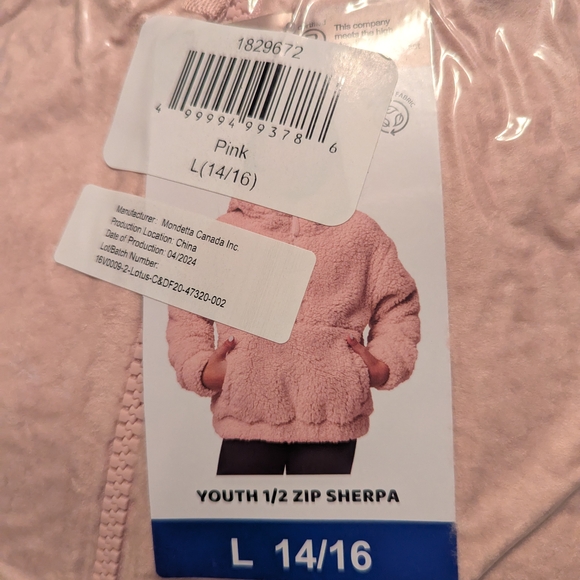 This company
meets the high
1829672
4 99994 99378 6
Pink
L(14/16)
FABRIC
Manufacturer: Mondetta Canada Inc.
Production Location: China
Date of Production: 04/2024
Lot/Batch Number:
16V0009-2-Lotus-C&DF20-47320-002
YOUTH 1/2 ZIP SHERPA
L 14/16